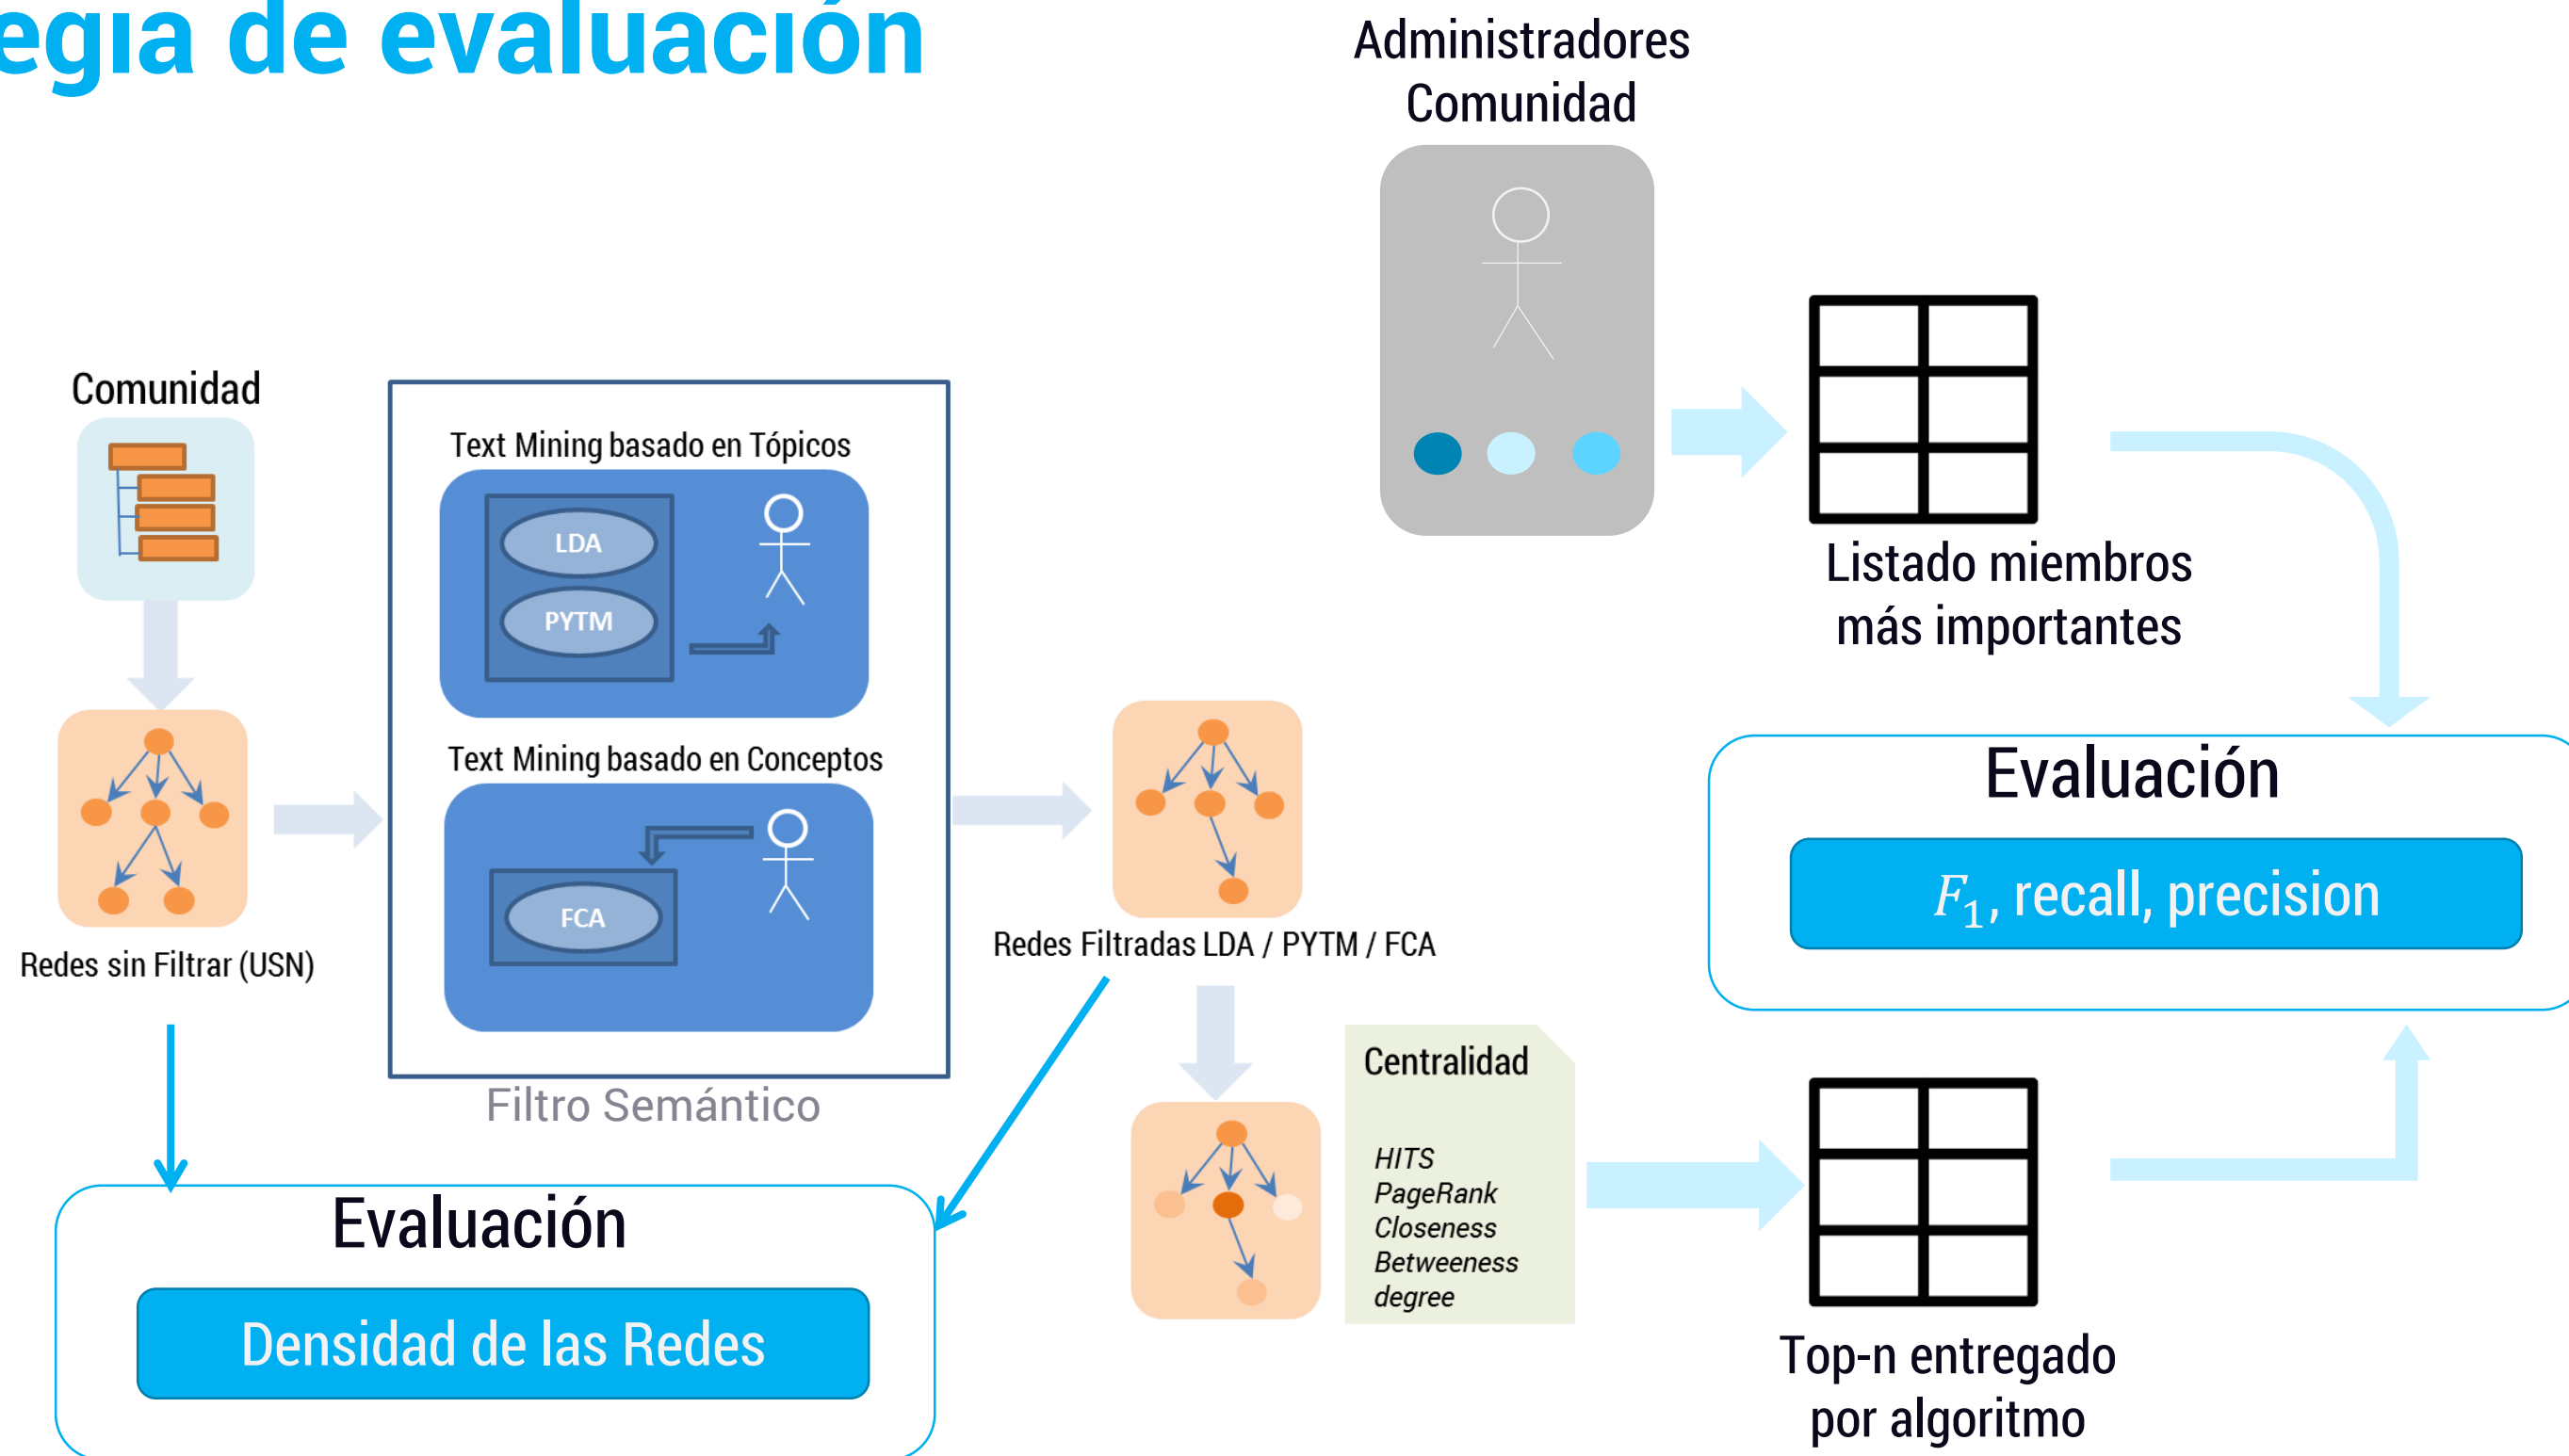 egia de evaluación
Administradores
Comunidad
Comunidad
Text Mining basado en Tópicos
LDA
PYTM
Text Mining basado en Conceptos
FCA
Filtro Semántico
Redes sin Filtrar (USN)
Redes Filtradas LDA / PYTM / FCA
Listado miembros
más importantes
Evaluación
F₁, recall, precision
Centralidad
HITS
PageRank
Closeness
Betweeness
degree
Evaluación
Densidad de las Redes
Top-n entregado
por algoritmo